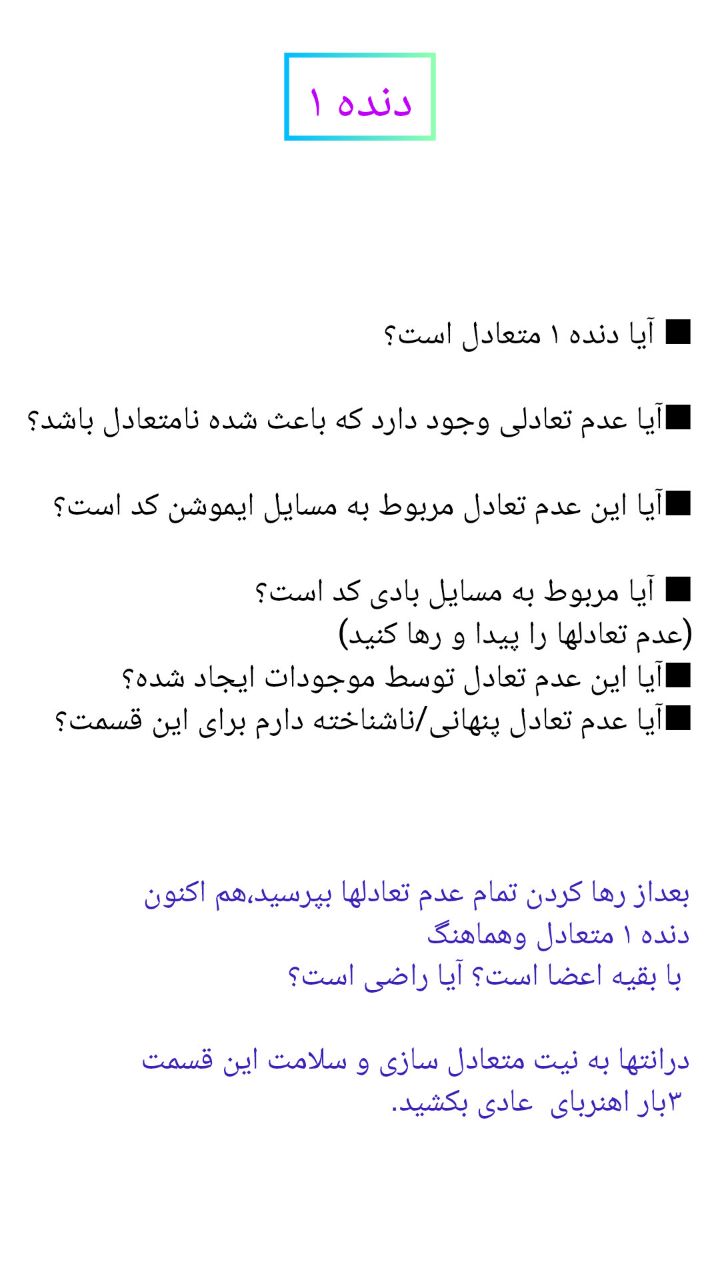 دنده ۱
■ آیا دنده ۱ متعادل است؟
■آیا عدم تعادلی وجود دارد که باعث شده نامتعادل باشد؟
■آیا این عدم تعادل مربوط به مسایل ایموشن کد است؟
■ آیا مربوط به مسایل بادی کد است؟
(عدم تعادلها را پیدا و رها کنید)
■آیا این عدم تعادل توسط موجودات ایجاد شده؟
■آیا عدم تعادل پنهانی/ناشناخته دارم برای این قسمت؟
بعداز رها کردن تمام عدم تعادلها بپرسید،هم اکنون
دنده ۱ متعادل وهماهنگ
با بقیه اعضا است؟ آیا راضی است؟
درانتها به نیت متعادل سازی و سلامت این قسمت
۳بار اهنربای  عادی بکشید.